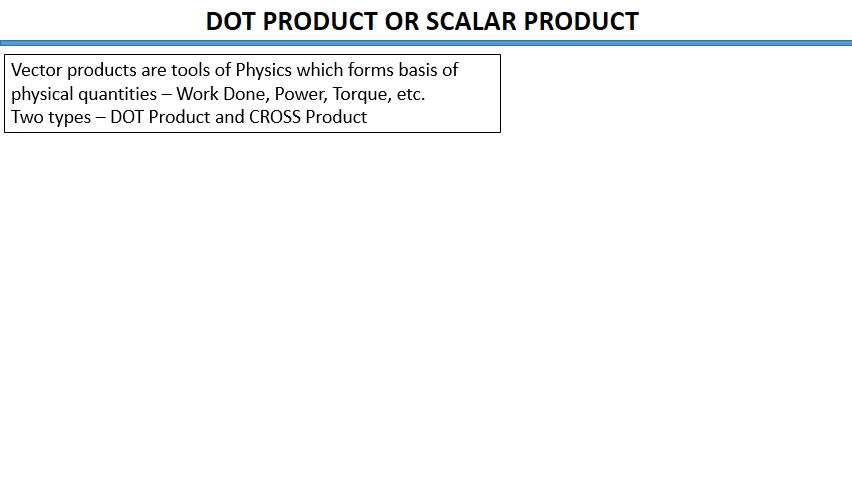 DOT PRODUCT OR SCALAR PRODUCT
Vector products are tools of Physics which forms basis of
physical quantities – Work Done, Power, Torque, etc.
Two types – DOT Product and CROSS Product